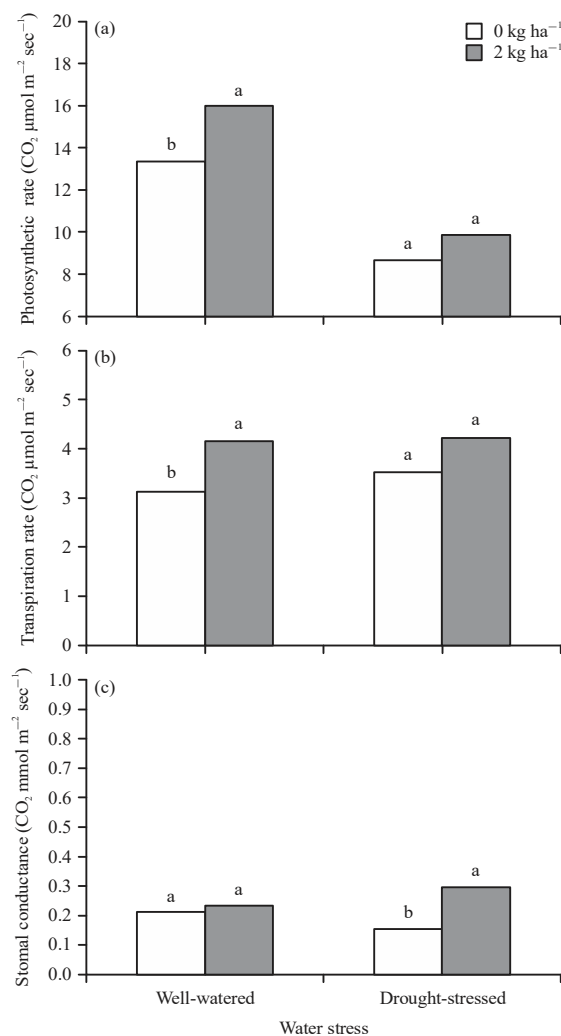 (a)
0 kg ha⁻¹
2 kg ha⁻¹
Photosynthetic rate (CO₂ µmol m⁻² sec⁻¹)
20
18
16
14
12
10
8
6
b
a
a
a
(b)
Transpiration rate (CO₂ µmol m⁻² sec⁻¹)
6
5
4
3
2
1
0
b
a
a
a
(c)
Stomal conductance (CO₂ mmol m⁻² sec⁻¹)
1.0
0.9
0.8
0.7
0.6
0.5
0.4
0.3
0.2
0.1
0.0
a
a
b
a
Well-watered
Drought-stressed
Water stress